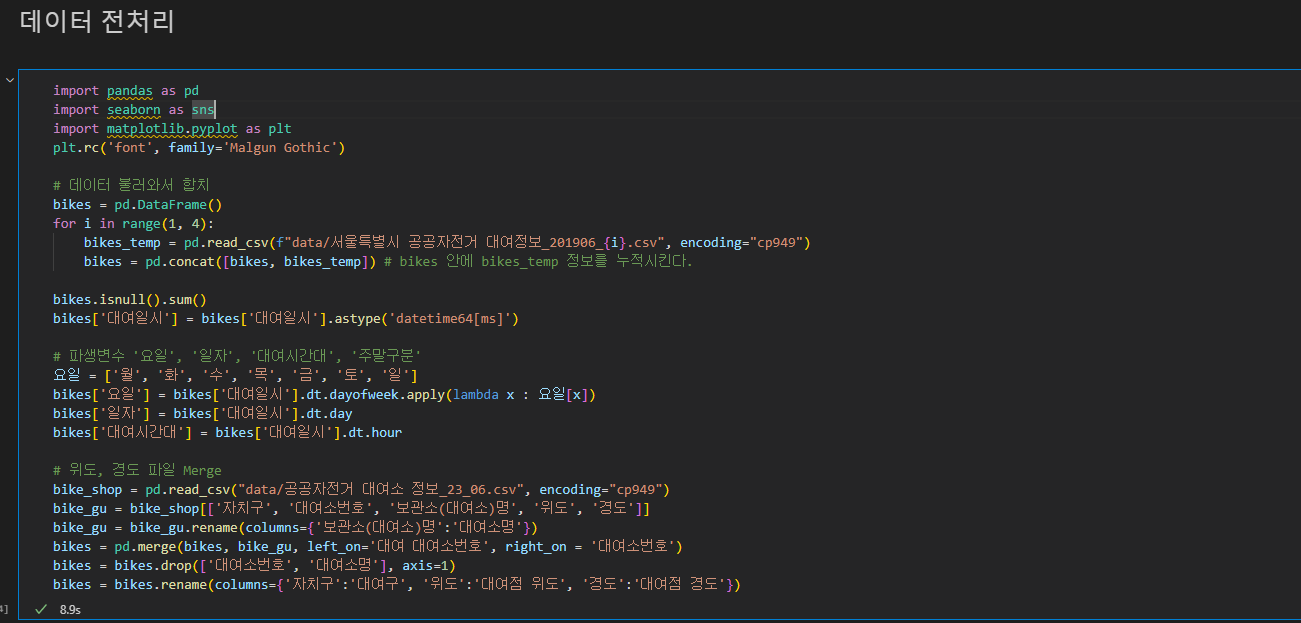 데이터 전처리
import pandas as pd
import seaborn as sns
import matplotlib.pyplot as plt
plt.rc('font', family='Malgun Gothic')
# 데이터 불러와서 합치
bikes = pd.DataFrame()
for i in range(1, 4):
bikes_temp = pd.read_csv(f"data/서울특별시 공공자전거 대여정보_201906_{i}.csv", encoding="cp949")
bikes = pd.concat([bikes, bikes_temp]) # bikes 안에 bikes_temp 정보를 누적시킨다.
bikes.isnull().sum()
bikes['대여일시'] = bikes['대여일시'].astype('datetime64[ms]')
# 파생변수 '요일', '일자', '대여시간대', '주말구분'
요일 = ['월', '화', '수', '목', '금', '토', '일']
bikes['요일'] = bikes['대여일시'].dt.dayofweek.apply(lambda x : 요일[x])
bikes['일자'] = bikes['대여일시'].dt.day
bikes['대여시간대'] = bikes['대여일시'].dt.hour
# 위도, 경도 파일 Merge
bike_shop = pd.read_csv("data/공공자전거 대여소 정보_23_06.csv", encoding="cp949")
bike_gu = bike_shop[['자치구', '대여소번호', '보관소(대여소)명', '위도', '경도']]
bike_gu = bike_gu.rename(columns={'보관소(대여소)명':'대여소명'})
bikes = pd.merge(bikes, bike_gu, left_on='대여 대여소번호', right_on = '대여소번호')
bikes = bikes.drop(['대여소번호', '대여소명'], axis=1)
bikes = bikes.rename(columns={'자치구':'대여구', '위도':'대여점 위도', '경도':'대여점 경도'})
8.9s